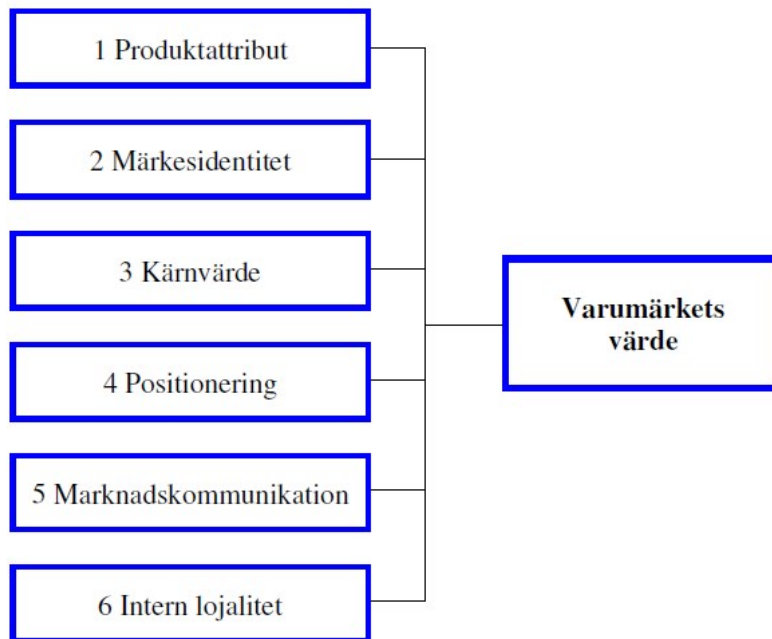 1 Produktattribut
2 Märkesidentitet
3 Kärnvärde
4 Positionering
5 Marknadskommunikation
6 Intern lojalitet
Varumärkets
värde